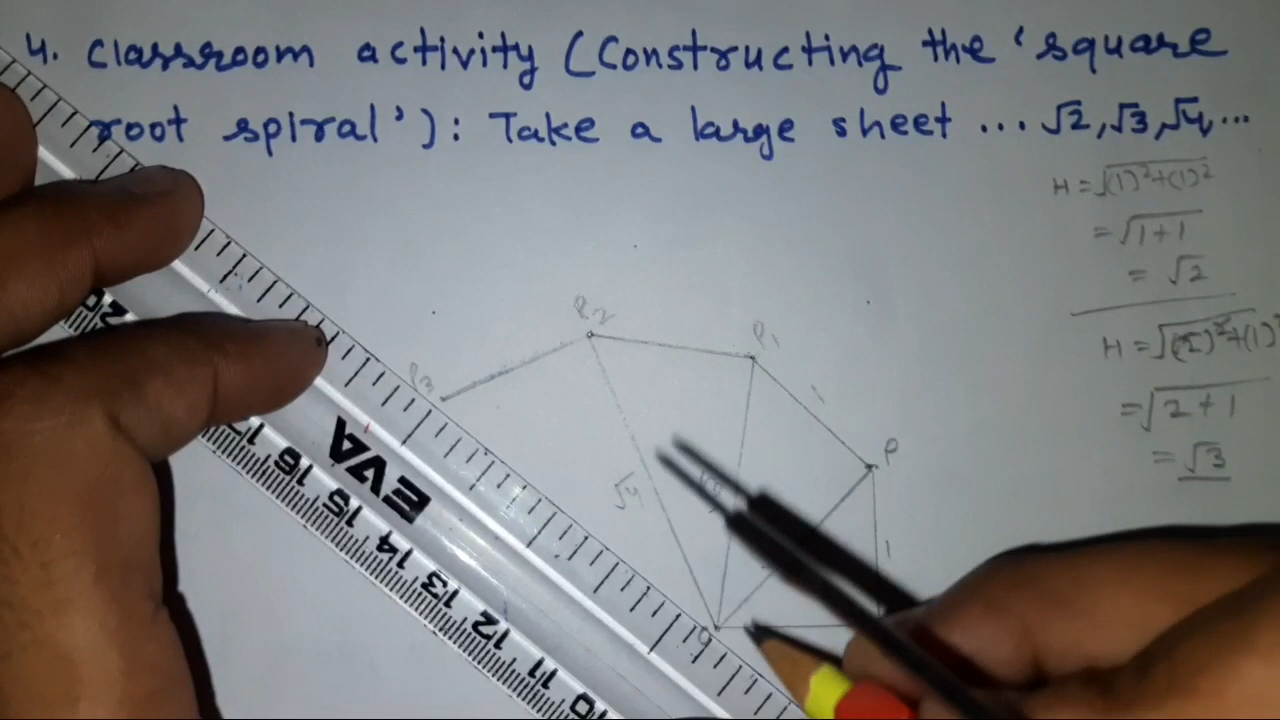 4. Classroom activity (Constructing the 'square
root spiral'): Take a large sheet ... √2, √3, √4, ...
H = √(1)²+(1)²
= √1+1
= √2
H = √(√2)²+(1)²
= √2+1
= √3
P2
P1
P3
1
P
√4
1
EVA
17 16 15 14 13 12 11 10